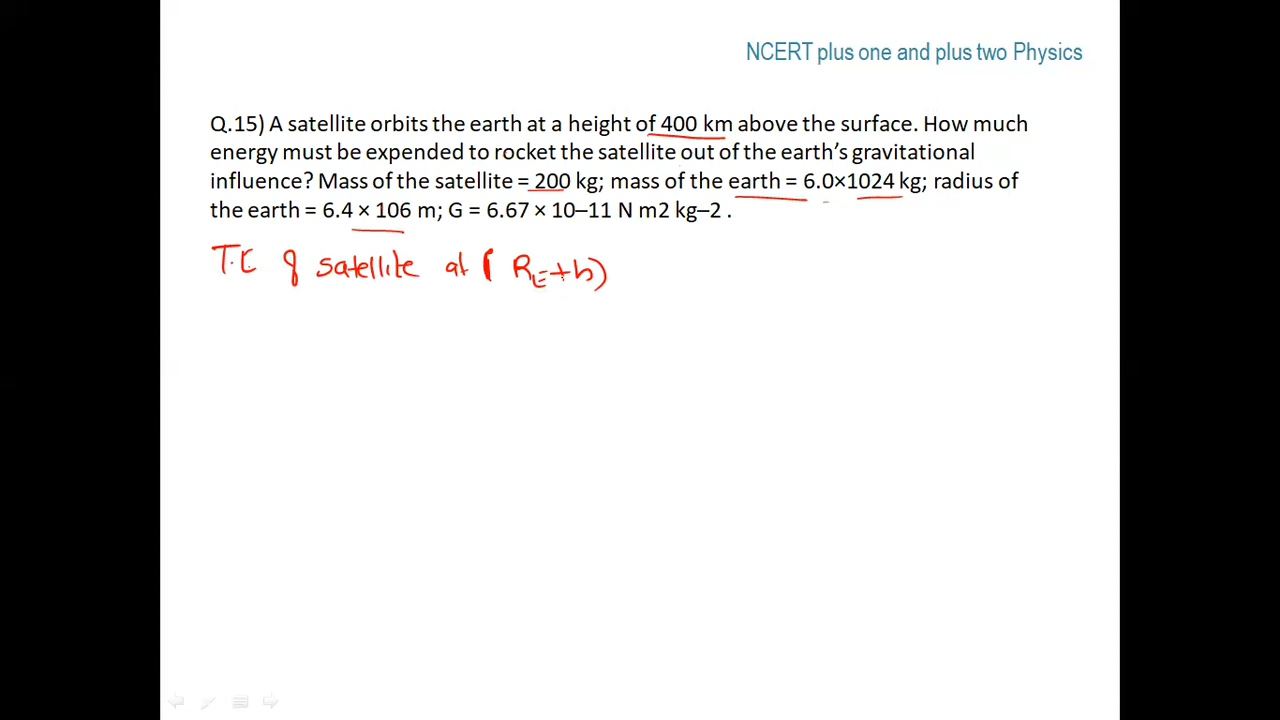 NCERT plus one and plus two Physics
Q.15) A satellite orbits the earth at a height of 400 km above the surface. How much
energy must be expended to rocket the satellite out of the earth’s gravitational
influence? Mass of the satellite = 200 kg; mass of the earth = 6.0×1024 kg; radius of
the earth = 6.4 × 106 m; G = 6.67 × 10–11 N m2 kg–2 .
T.E of satellite at (RE+h)